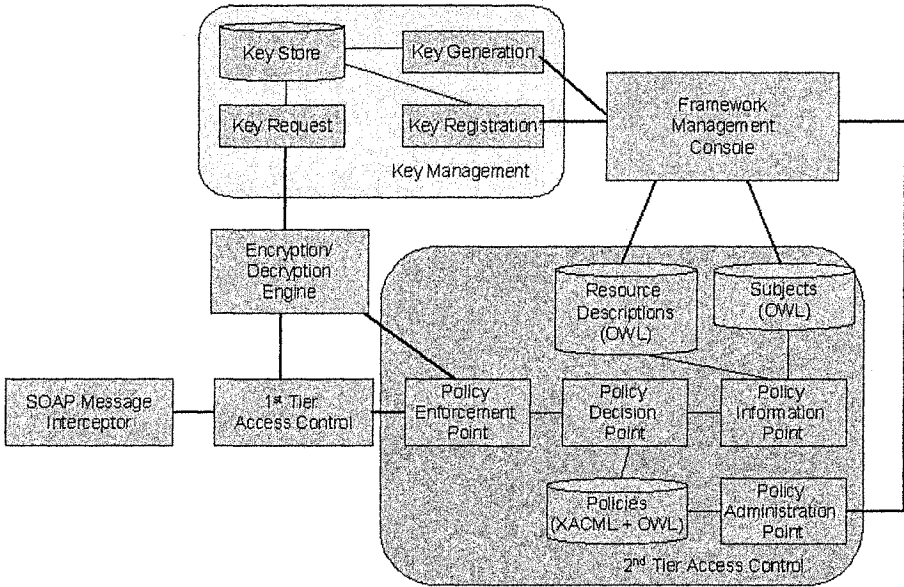 Key Store
Key Generation
Key Request
Key Registration
Key Management
Framework
Management
Console
Encryption/
Decryption
Engine
Resource
Descriptions
(OWL)
Subjects
(OWL)
SOAP Message
Interceptor
1st Tier
Access Control
Policy
Enforcement
Point
Policy
Decision
Point
Policy
Information
Point
Policies
(XACML + OWL)
Policy
Administration
Point
2nd Tier Access Control